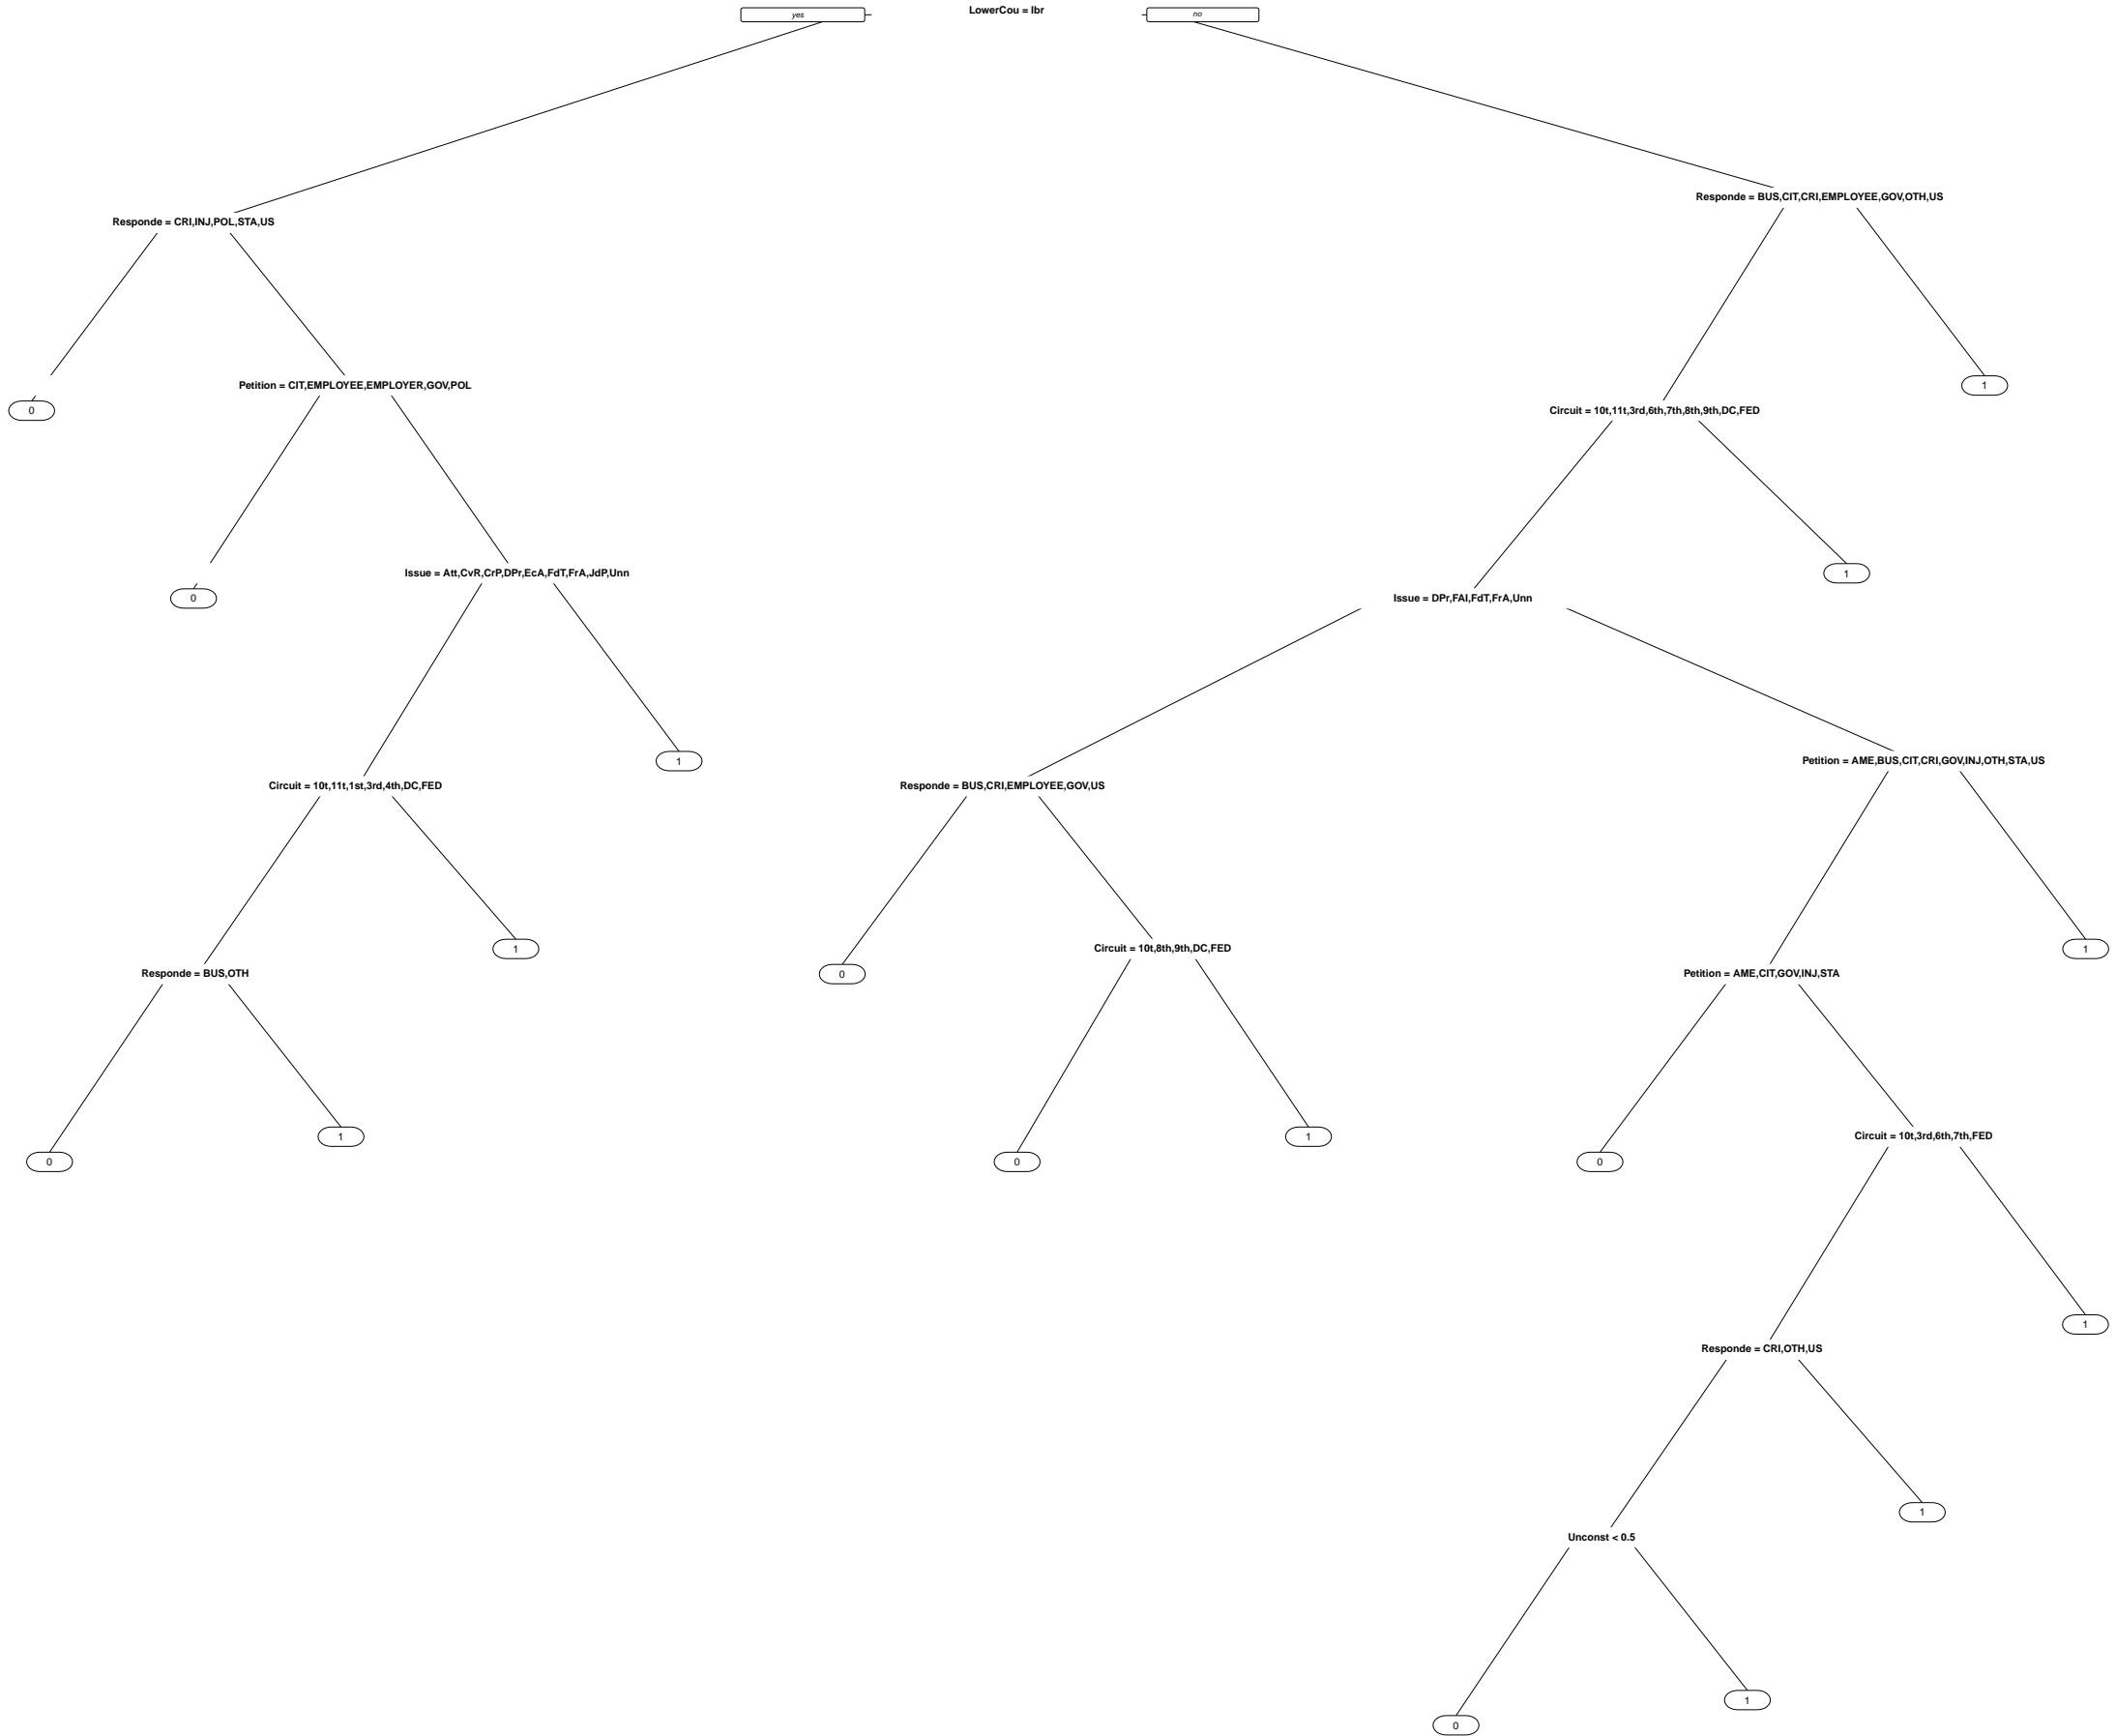 yes
LowerCou = lbr
no
Responde = BUS,CIT,CRI,EMPLOYEE,GOV,OTH,US
Responde = CRI,INJ,POL,STA,US
Petition = CIT,EMPLOYEE,EMPLOYER,GOV,POL
1
0
Circuit = 10t,11t,3rd,6th,7th,8th,9th,DC,FED
Issue = Att,CvR,CrP,DPr,EcA,FdT,FrA,JdP,Unn
1
0
Issue = DPr,FAI,FdT,FrA,Unn
1
Petition = AME,BUS,CIT,CRI,GOV,INJ,OTH,STA,US
Circuit = 10t,11t,1st,3rd,4th,DC,FED
Responde = BUS,CRI,EMPLOYEE,GOV,US
1
Circuit = 10t,8th,9th,DC,FED
1
Responde = BUS,OTH
0
Petition = AME,CIT,GOV,INJ,STA
1
1
Circuit = 10t,3rd,6th,7th,FED
0
0
0
1
Responde = CRI,OTH,US
1
Unconst < 0.5
1
0